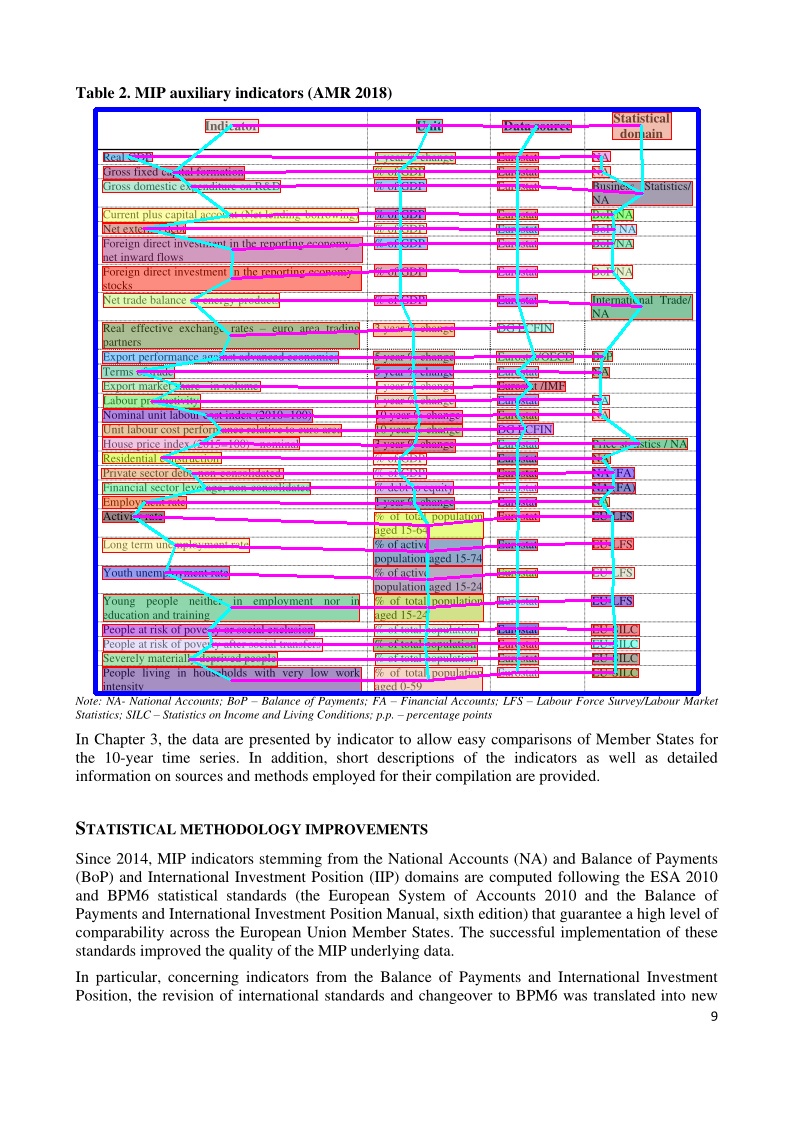 Table 2. MIP auxiliary indicators (AMR 2018)
Indicator Unit Data source Statistical
domain
Real GDP 1 year % change Eurostat NA
Gross fixed capital formation % of GDP Eurostat NA
Gross domestic expenditure on R&D % of GDP Eurostat Business Statistics/
NA
Current plus capital account (Net lending-borrowing) % of GDP Eurostat BoP/NA
Net external debt % of GDP Eurostat BoP/NA
Foreign direct investment in the reporting economy - % of GDP Eurostat BoP/NA
net inward flows
Foreign direct investment in the reporting economy - % of GDP Eurostat BoP/NA
stocks
Net trade balance of energy products % of GDP Eurostat International Trade/
NA
Real effective exchange rates – euro area trading 3 year % change DG ECFIN
partners
Export performance against advanced economies 5 year % change Eurostat/OECD BoP
Terms of trade 5 year % change Eurostat NA
Export market share - in volume 1 year % change Eurostat /IMF
Labour productivity 1 year % change Eurostat NA
Nominal unit labour cost index (2010=100) 10 year % change Eurostat NA
Unit labour cost performance relative to euro area 10 year % change DG ECFIN
House price index (2015=100) - nominal 3 year % change Eurostat Price statistics / NA
Residential construction % of GDP Eurostat NA
Private sector debt, non-consolidated % of GDP Eurostat NA (FA)
Financial sector leverage, non-consolidated % debt to equity Eurostat NA (FA)
Employment rate 1 year % change Eurostat NA
Activity rate % of total population Eurostat EU-LFS
aged 15-64
Long term unemployment rate % of active Eurostat EU-LFS
population aged 15-74
Youth unemployment rate % of active Eurostat EU-LFS
population aged 15-24
Young people neither in employment nor in % of total population Eurostat EU-LFS
education and training aged 15-24
People at risk of poverty or social exclusion % of total population Eurostat EU-SILC
People at risk of poverty after social transfers % of total population Eurostat EU-SILC
Severely materially deprived people % of total population Eurostat EU-SILC
People living in households with very low work % of total population Eurostat EU-SILC
intensity aged 0-59
Note: NA- National Accounts; BoP – Balance of Payments; FA – Financial Accounts; LFS – Labour Force Survey/Labour Market
Statistics; SILC – Statistics on Income and Living Conditions; p.p. – percentage points
In Chapter 3, the data are presented by indicator to allow easy comparisons of Member States for
the 10-year time series. In addition, short descriptions of the indicators as well as detailed
information on sources and methods employed for their compilation are provided.
STATISTICAL METHODOLOGY IMPROVEMENTS
Since 2014, MIP indicators stemming from the National Accounts (NA) and Balance of Payments
(BoP) and International Investment Position (IIP) domains are computed following the ESA 2010
and BPM6 statistical standards (the European System of Accounts 2010 and the Balance of
Payments and International Investment Position Manual, sixth edition) that guarantee a high level of
comparability across the European Union Member States. The successful implementation of these
standards improved the quality of the MIP underlying data.
In particular, concerning indicators from the Balance of Payments and International Investment
Position, the revision of international standards and changeover to BPM6 was translated into new
9